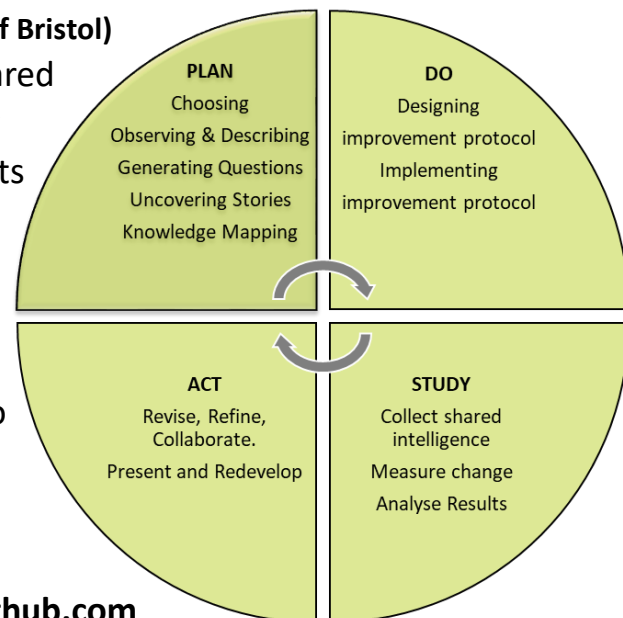 f Bristol)
ared
ts
o
hub.com
PLAN
Choosing
Observing & Describing
Generating Questions
Uncovering Stories
Knowledge Mapping
DO
Designing
improvement protocol
Implementing
improvement protocol
ACT
Revise, Refine,
Collaborate.
Present and Redevelop
STUDY
Collect shared
intelligence
Measure change
Analyse Results